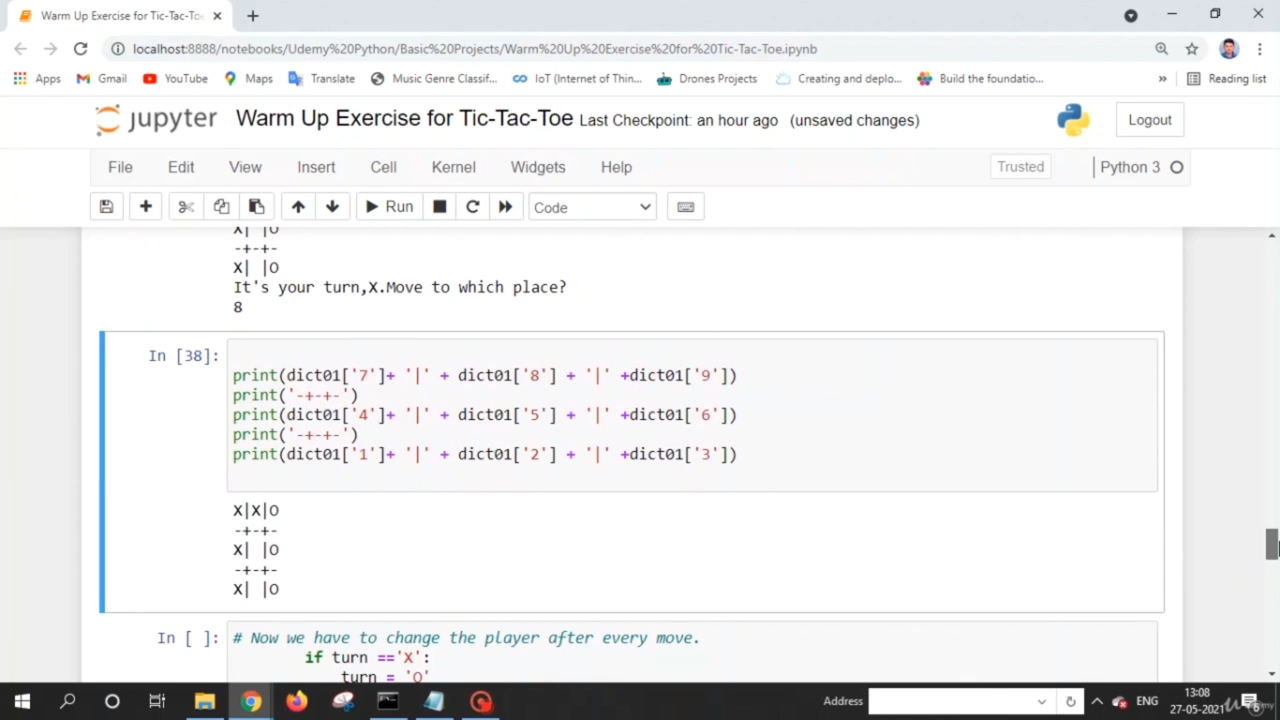 Warm Up Exercise for Tic-Tac-To
localhost:8888/notebooks/Udemy%20Python/Basic%20Projects/Warm%20Up%20Exercise%20for%20Tic-Tac-Toe.ipynb
Apps Gmail YouTube Maps Translate Music Genre Classif... IoT (Internet of Thin... Drones Projects Creating and deplo... Build the foundatio... » Reading list
jupyter Warm Up Exercise for Tic-Tac-Toe Last Checkpoint: an hour ago (unsaved changes) Logout
File Edit View Insert Cell Kernel Widgets Help Trusted Python 3
Run Code
X| |O
-+-+-
X| |O
It's your turn,X.Move to which place?
8
In [38]:
print(dict01['7']+ '|' + dict01['8'] + '|' +dict01['9'])
print('-+-+-')
print(dict01['4']+ '|' + dict01['5'] + '|' +dict01['6'])
print('-+-+-')
print(dict01['1']+ '|' + dict01['2'] + '|' +dict01['3'])
X|X|O
-+-+-
X| |O
-+-+-
X| |O
In [ ]: # Now we have to change the player after every move.
if turn =='X':
turn = 'O'
Address ENG 13:08
27-05-2021